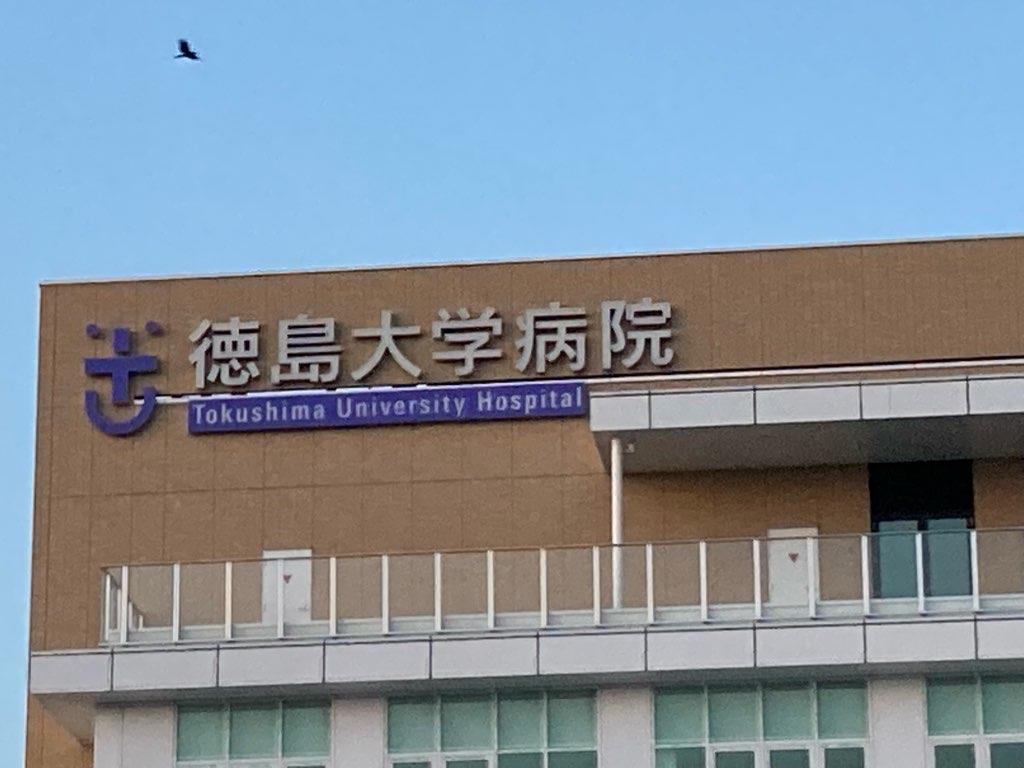 徳島大学病院
Tokushima University Hospital